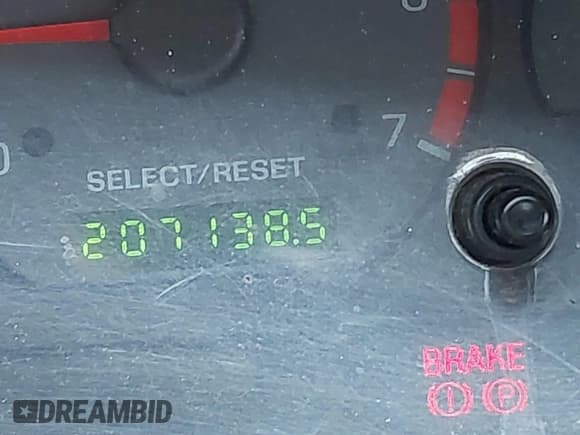 7
SELECT/RESET
207138.5
BRAKE
(!) (P)
DREAMBID